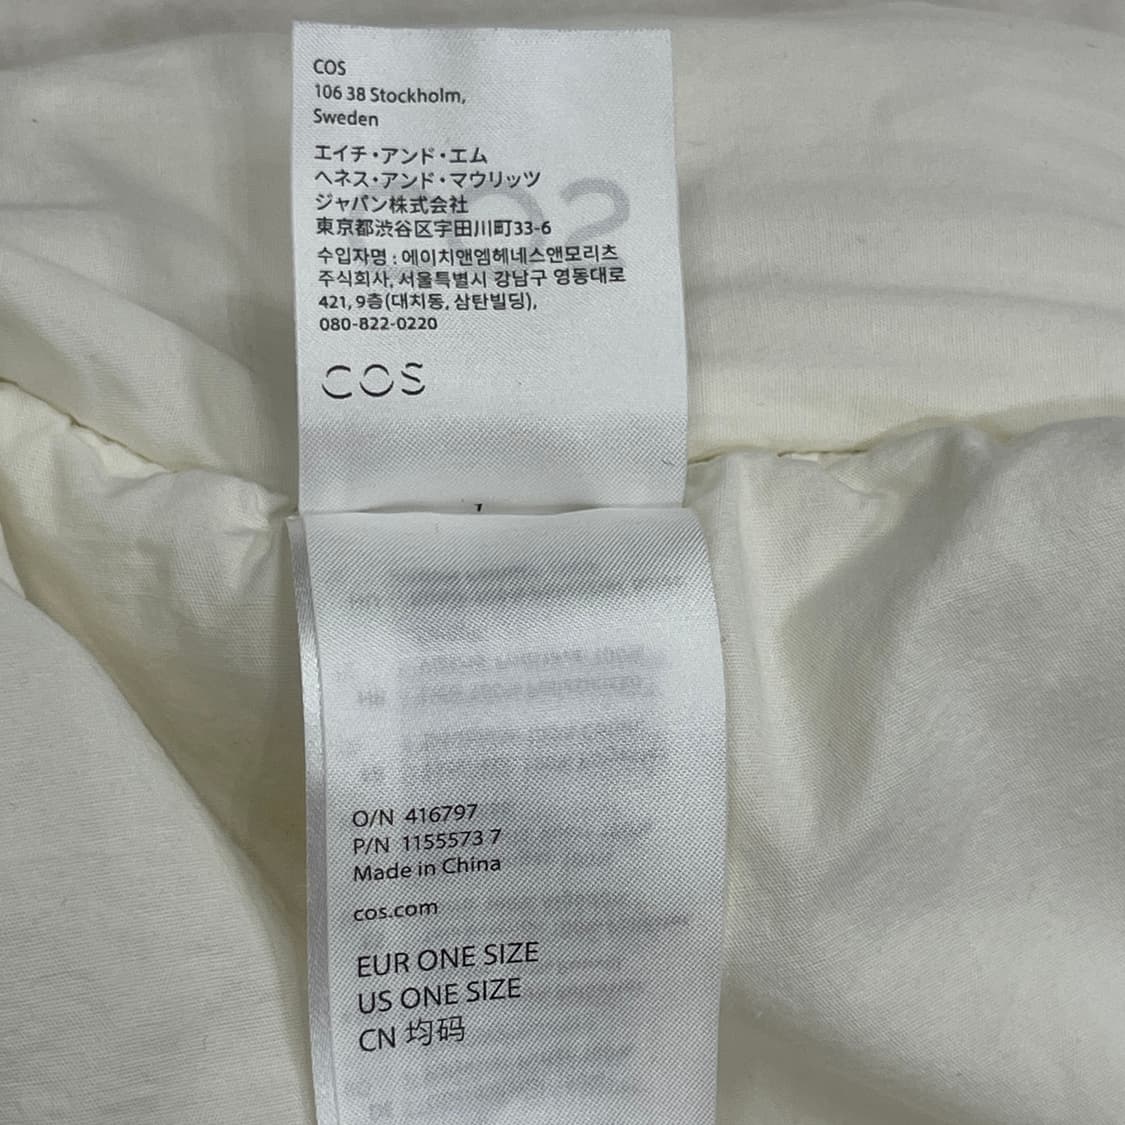 COS
106 38 Stockholm,
Sweden
エイチ・アンド・エム
ヘネス・アンド・マウリッツ
ジャパン株式会社
東京都渋谷区宇田川町33-6
수입자명 : 에이치앤엠헤네스앤모리츠
주식회사, 서울특별시 강남구 영동대로
421, 9층(대치동, 삼탄빌딩),
080-822-0220
COS
O/N 416797
P/N 1155573 7
Made in China
cos.com
EUR ONE SIZE
US ONE SIZE
CN 均码